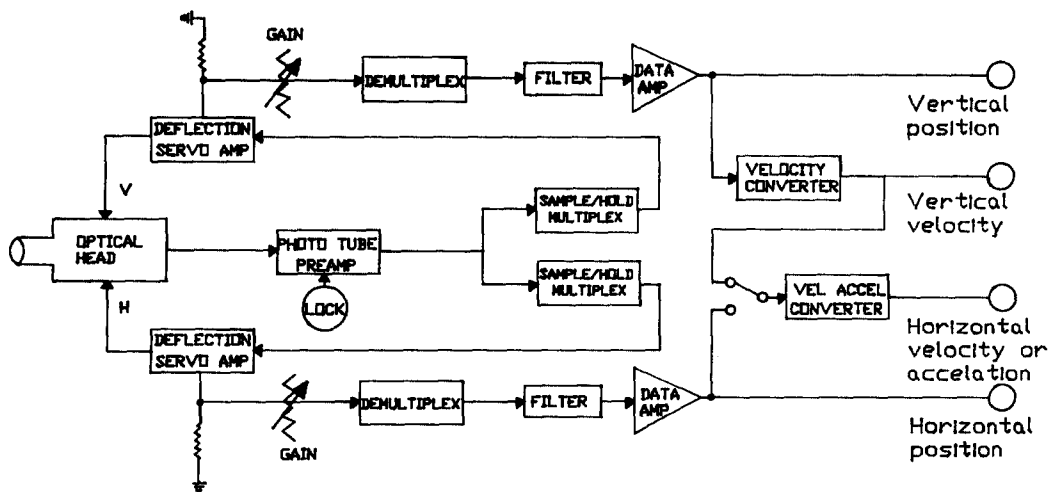 GAIN
DEMULTIPLEX
FILTER
DATA
AMP
Vertical
position
DEFLECTION
SERVO AMP
V
VELOCITY
CONVERTER
Vertical
velocity
SAMPLE/HOLD
MULTIPLEX
OPTICAL
HEAD
PHOTO TUBE
PREAMP
LOCK
SAMPLE/HOLD
MULTIPLEX
VEL ACCEL
CONVERTER
H
Horizontal
velocity or
accelation
DEFLECTION
SERVO AMP
GAIN
DEMULTIPLEX
FILTER
DATA
AMP
Horizontal
position